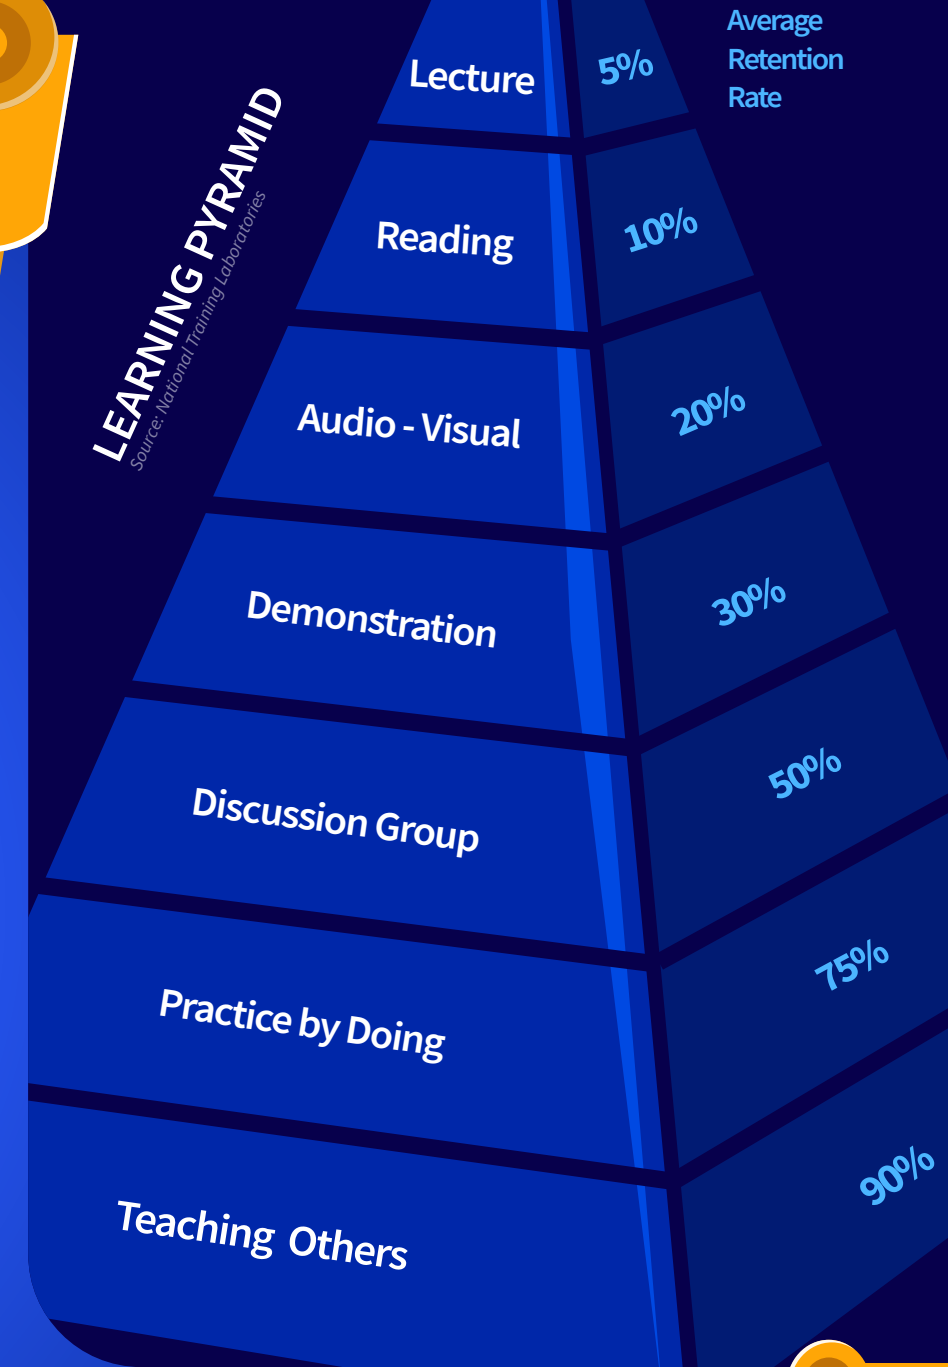 Average
Retention
Rate
LEARNING PYRAMID
Source: National Training Laboratories
Lecture 5%
Reading 10%
Audio - Visual 20%
Demonstration 30%
Discussion Group 50%
Practice by Doing 75%
Teaching Others 90%